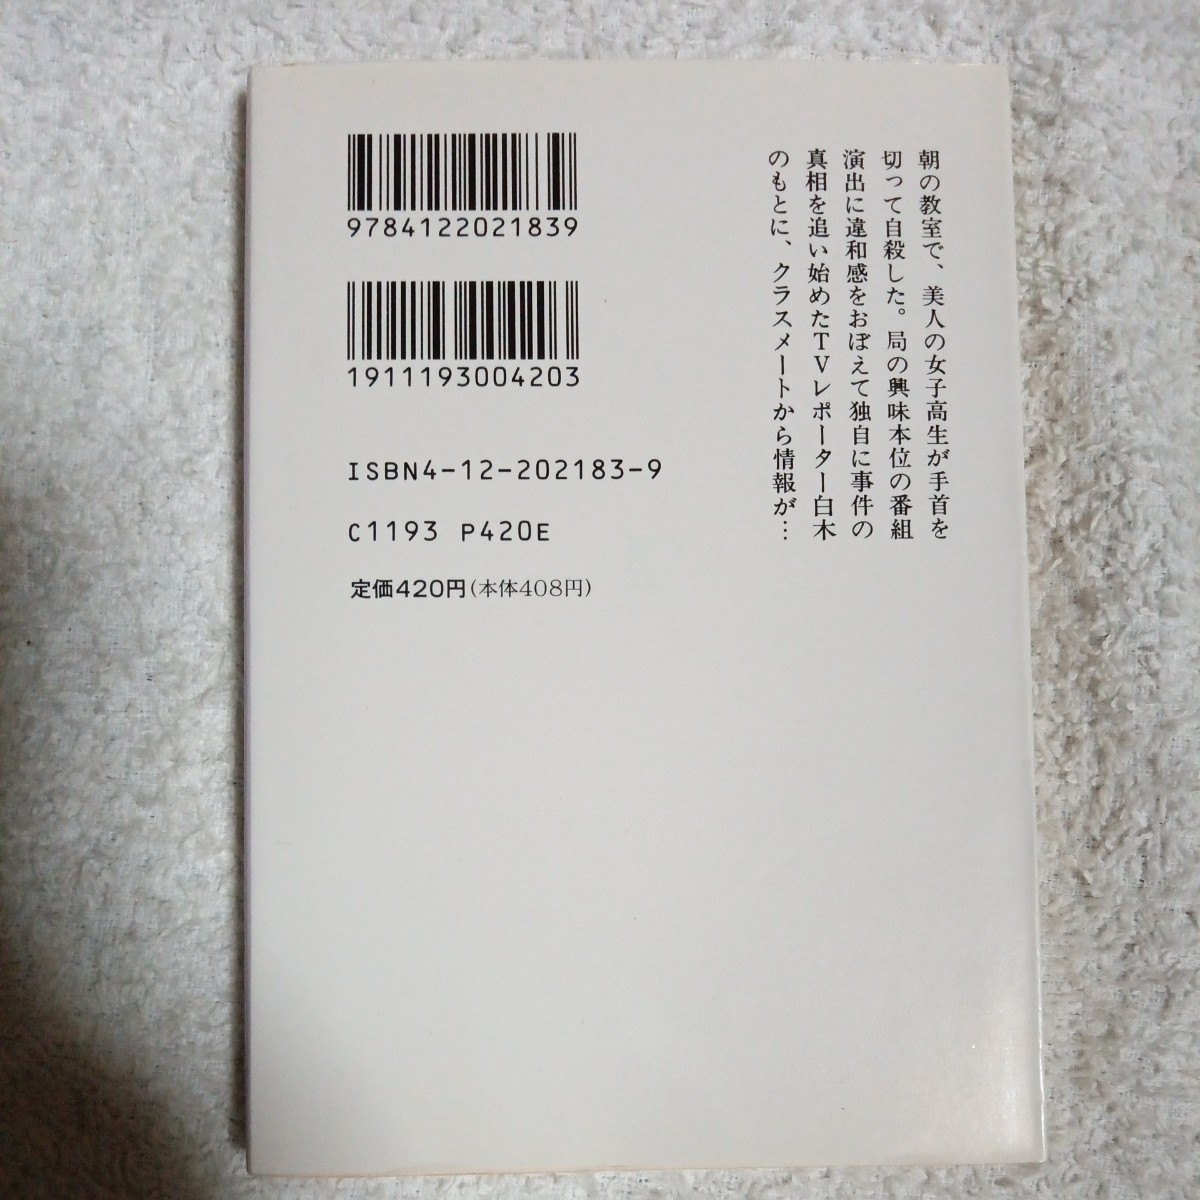 朝の教室で、美人の女子高生が手首を
切って自殺した。局の興味本位の番組
演出に違和感をおぼえて独自に事件の
真相を追い始めたTVレポーター白木
のもとに、クラスメートから情報が…
9784122021839
1911193004203
ISBN4-12-202183-9
C1193 P420E
定価420円(本体408円)